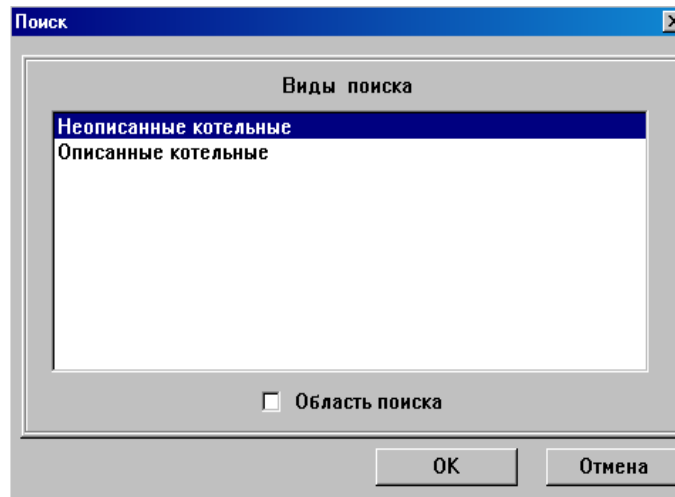 Поиск
Виды поиска
Неописанные котельные
Описанные котельные
Область поиска
OK
Отмена